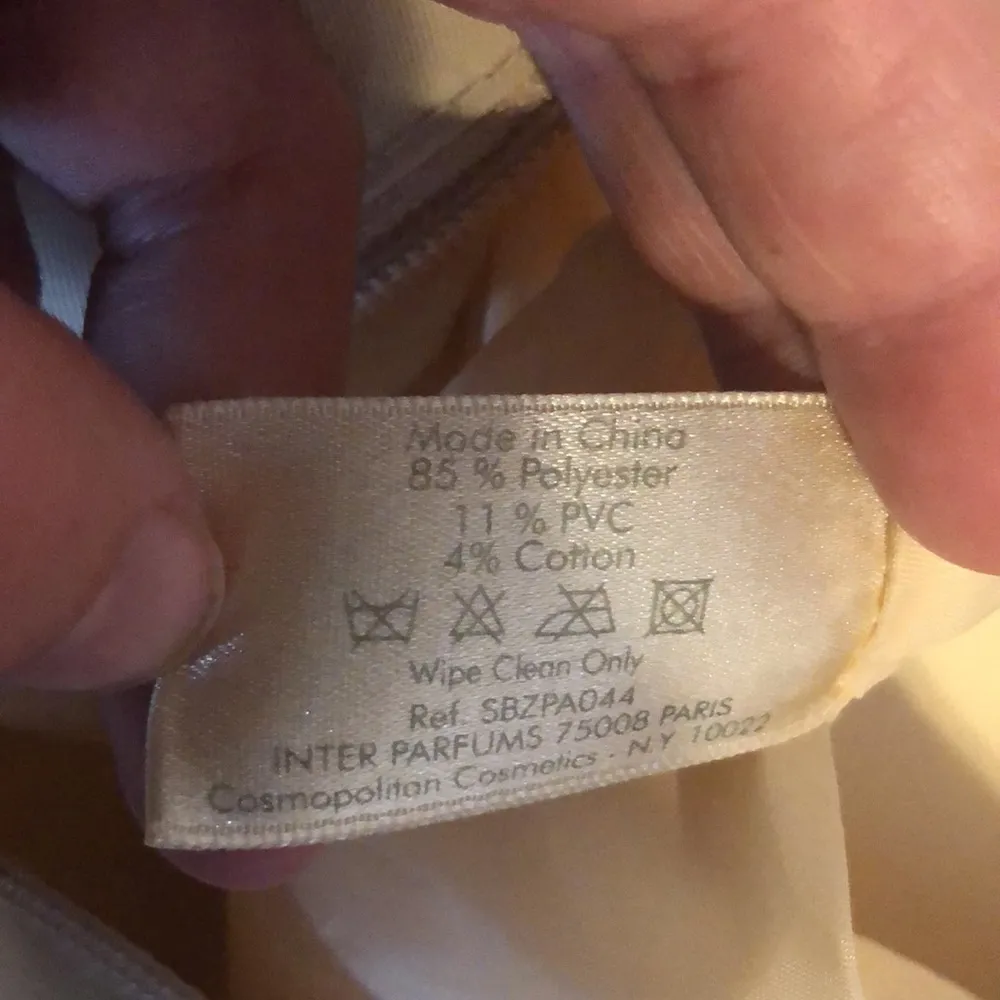 Made in China
85 % Polyester
11 % PVC
4% Cotton
Wipe Clean Only
Ref. SBZPA044
INTER PARFUMS 75008 PARIS
Cosmopolitan Cosmetics - N.Y 10022